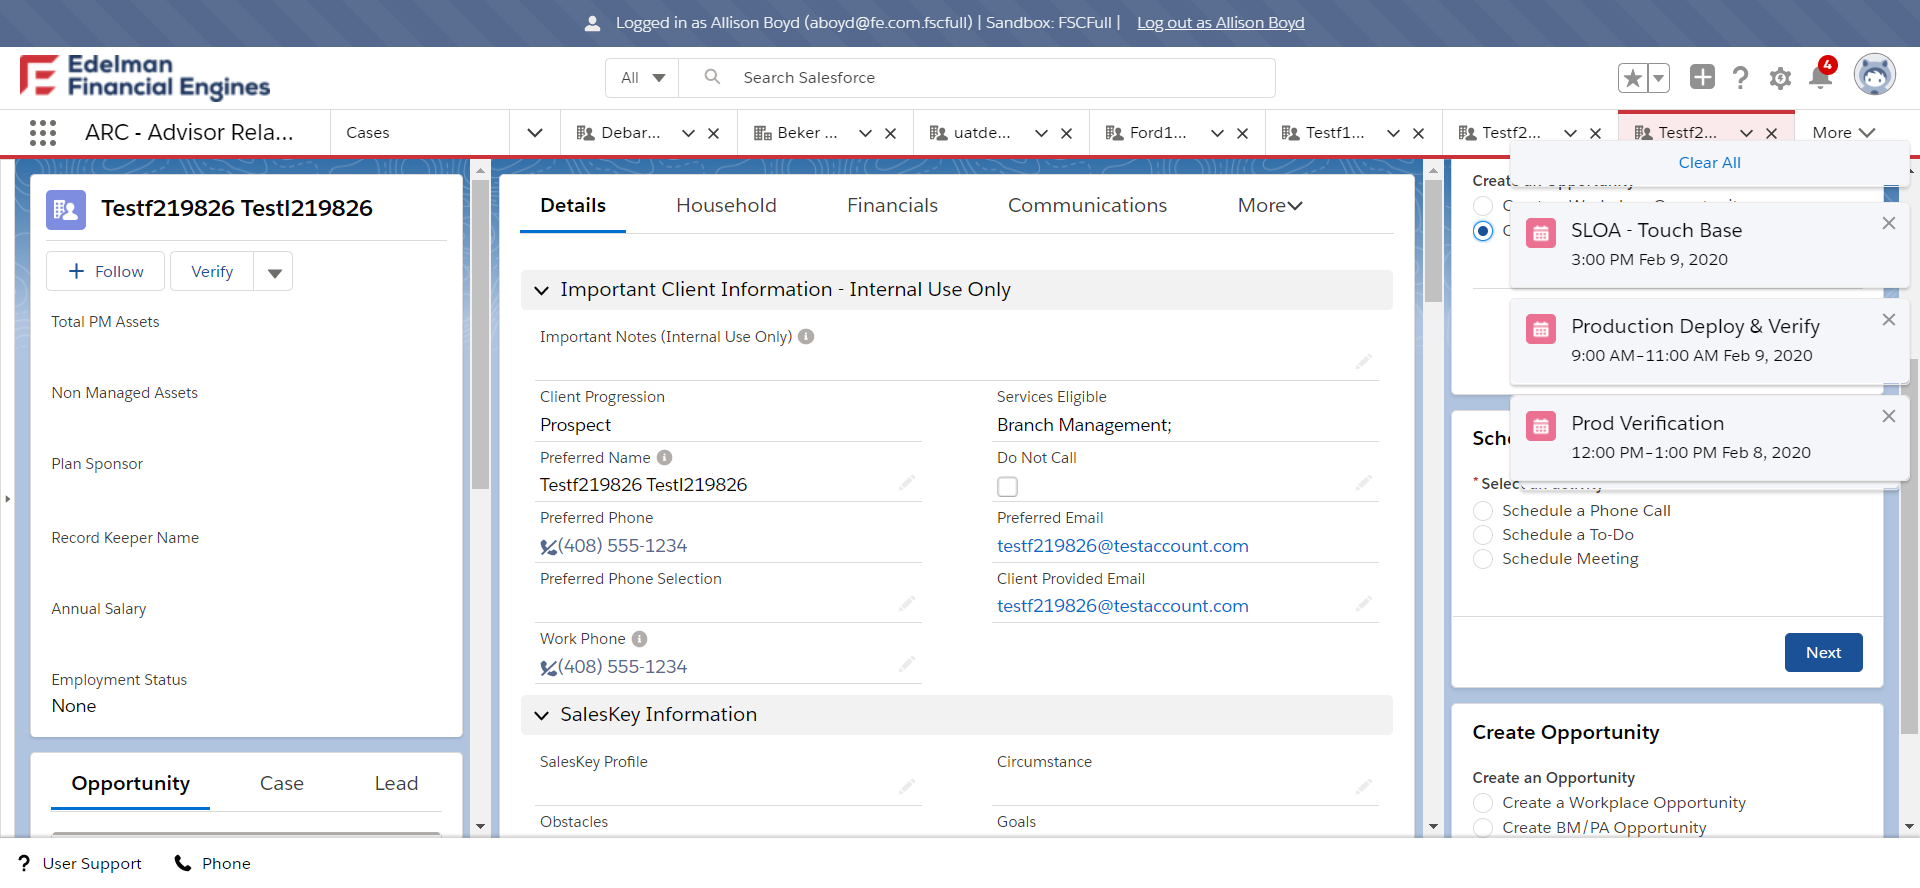 Logged in as Allison Boyd (aboyd@fe.com.fscfull) | Sandbox: FSCFull | Log out as Allison Boyd
Edelman
Financial Engines
All
Search Salesforce
4
ARC - Advisor Rela...
Cases
Debar...
Beker ...
uatde...
Ford1...
Testf1...
Testf2...
Testf2...
More
Testf219826 Testl219826
Follow
Verify
Total PM Assets
Non Managed Assets
Plan Sponsor
Record Keeper Name
Annual Salary
Employment Status
None
Opportunity
Case
Lead
Details
Household
Financials
Communications
More
Important Client Information - Internal Use Only
Important Notes (Internal Use Only)
Client Progression
Prospect
Services Eligible
Branch Management;
Preferred Name
Testf219826 Testl219826
Do Not Call
Preferred Phone
(408) 555-1234
Preferred Email
testf219826@testaccount.com
Preferred Phone Selection
Client Provided Email
testf219826@testaccount.com
Work Phone
(408) 555-1234
SalesKey Information
SalesKey Profile
Circumstance
Obstacles
Goals
Clear All
SLOA - Touch Base
3:00 PM Feb 9, 2020
Production Deploy & Verify
9:00 AM–11:00 AM Feb 9, 2020
Prod Verification
12:00 PM–1:00 PM Feb 8, 2020
Schedule a Phone Call
Schedule a To-Do
Schedule Meeting
Next
Create Opportunity
Create an Opportunity
Create a Workplace Opportunity
Create BM/PA Opportunity
User Support
Phone